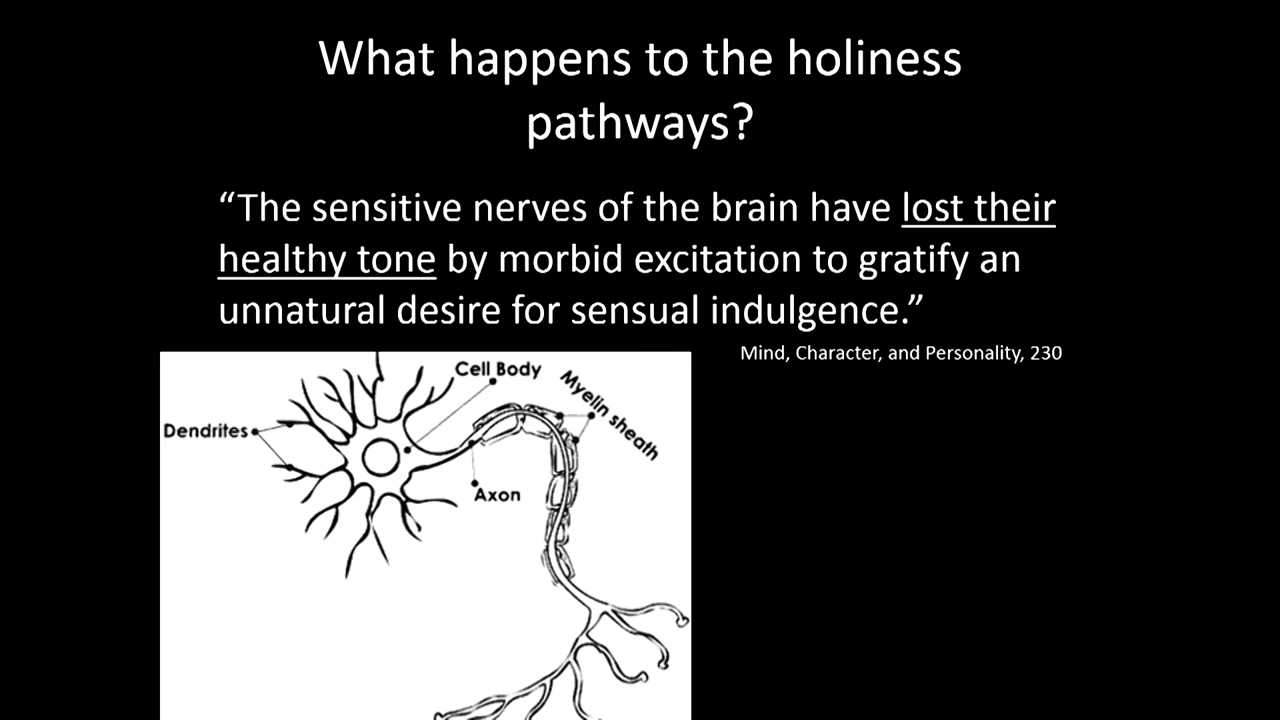 What happens to the holiness
pathways?
“The sensitive nerves of the brain have lost their
healthy tone by morbid excitation to gratify an
unnatural desire for sensual indulgence.”
Mind, Character, and Personality, 230
Cell Body
Myelin sheath
Dendrites
Axon